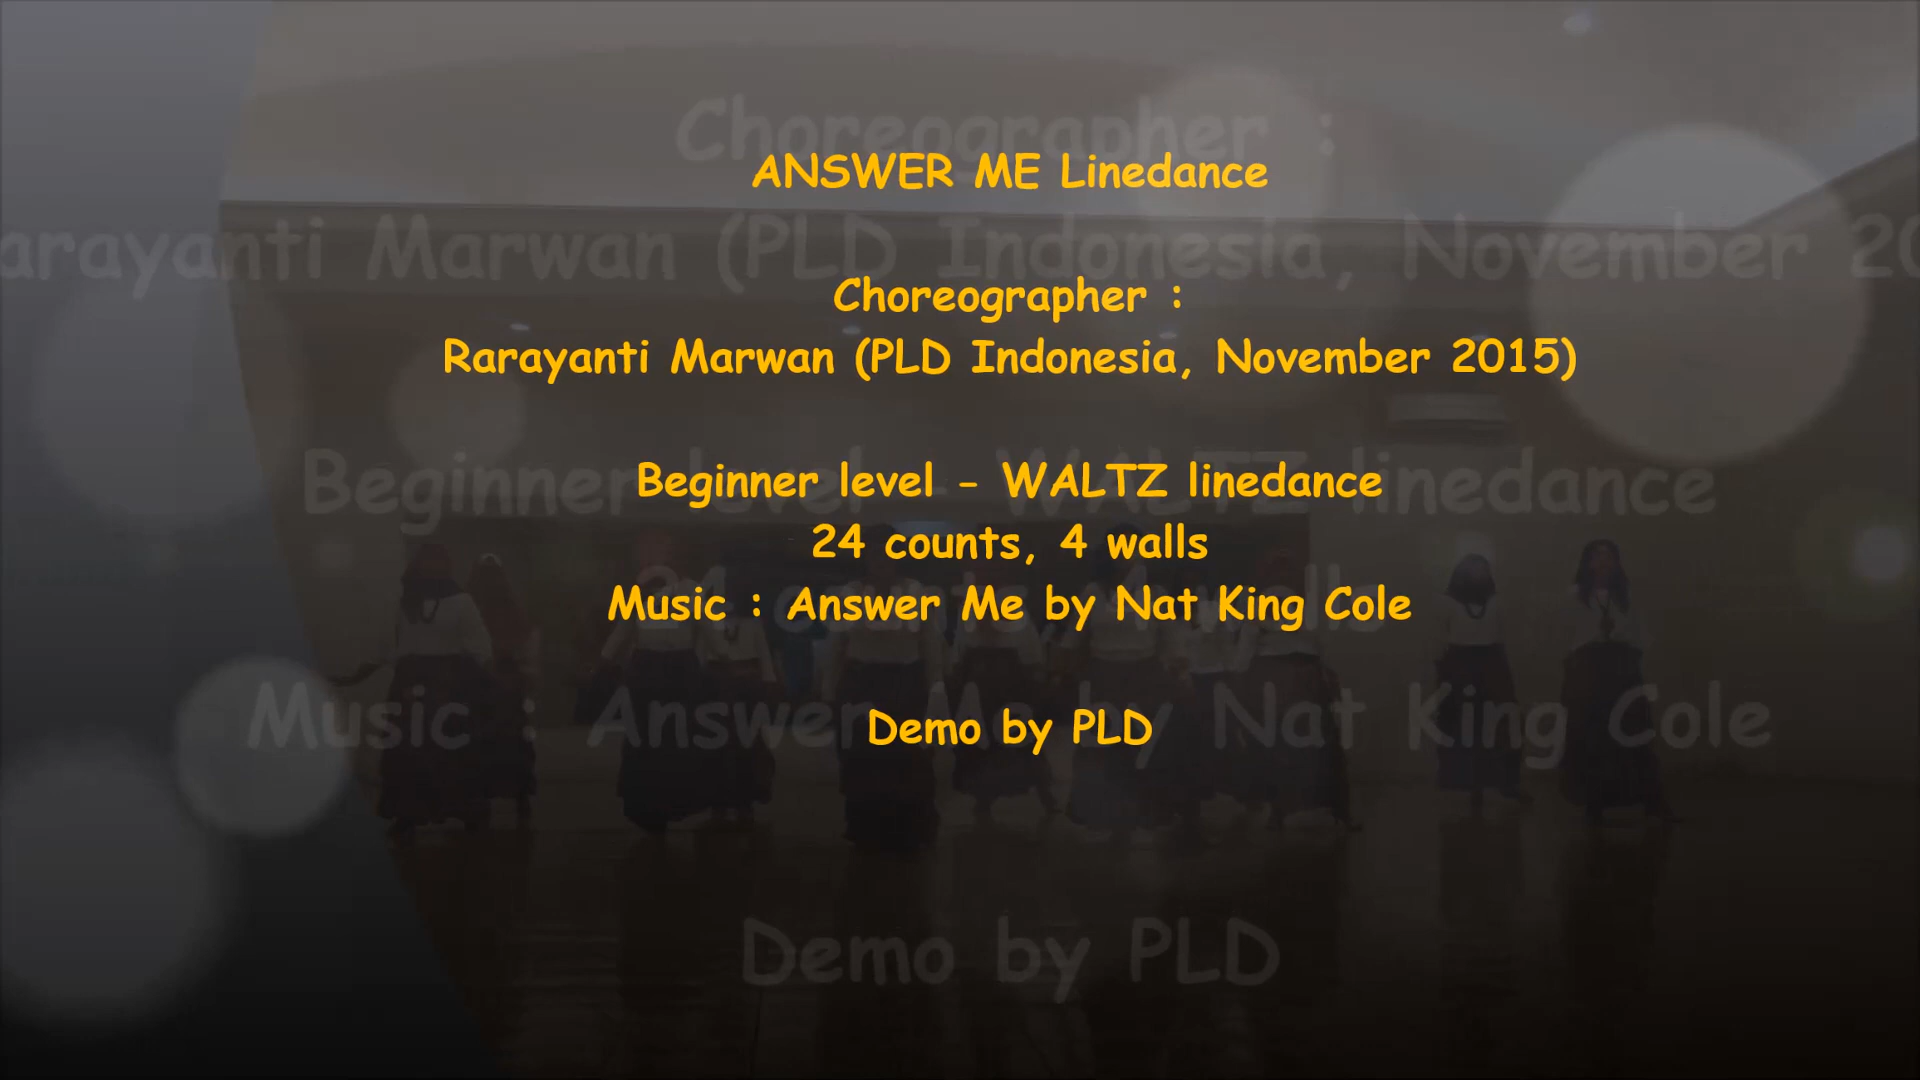 ANSWER ME Linedance
Choreographer :
Rarayanti Marwan (PLD Indonesia, November 2015)
Beginner level - WALTZ linedance
24 counts, 4 walls
Music : Answer Me by Nat King Cole
Demo by PLD